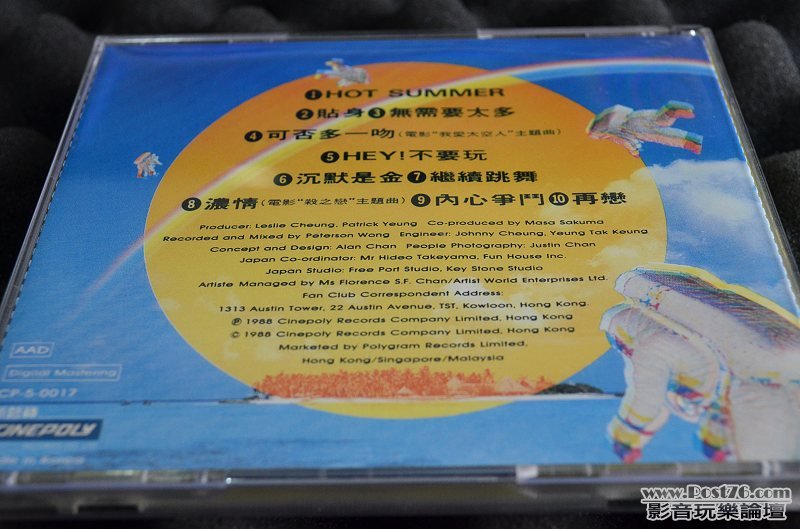 ❶HOT SUMMER
❷貼身❸無需要太多
❹可否多一吻(電影"我愛太空人"主題曲)
❺HEY!不要玩
❻沉默是金❼繼續跳舞
❽濃情(電影"殺之戀"主題曲)❾內心爭鬥❿再戀
Producer: Leslie Cheung, Patrick Yeung Co-produced by Masa Sakuma
Recorded and Mixed by Peterson Wong Engineer: Johnny Cheung, Yeung Tak Keung
Concept and Design: Alan Chan People Photography: Justin Chan
Japan Co-ordinator: Mr Hideo Takeyama, Fun House Inc.
Japan Studio: Free Port Studio, Key Stone Studio
Artiste Managed by Ms Florence S.F. Chan/Artist World Enterprises Ltd.
Fan Club Correspondent Address:
1313 Austin Tower, 22 Austin Avenue, TST, Kowloon, Hong Kong.
℗ 1988 Cinepoly Records Company Limited, Hong Kong
© 1988 Cinepoly Records Company Limited, Hong Kong
Marketed by Polygram Records Limited,
Hong Kong/Singapore/Malaysia
AAD
Digital Mastering
CP-5-0017
CINEPOLY
www.Post76.com
影音玩樂論壇